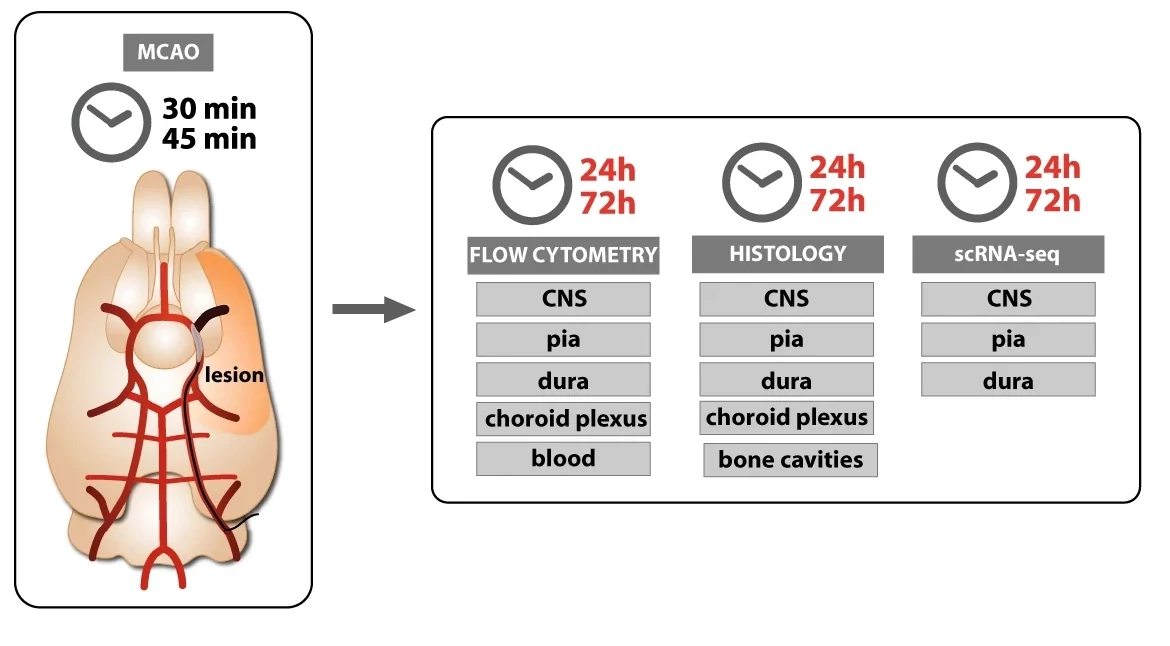 MCAO
30 min
45 min
lesion
24h
72h
FLOW CYTOMETRY
CNS
pia
dura
choroid plexus
blood
24h
72h
HISTOLOGY
CNS
pia
dura
choroid plexus
bone cavities
24h
72h
scRNA-seq
CNS
pia
dura